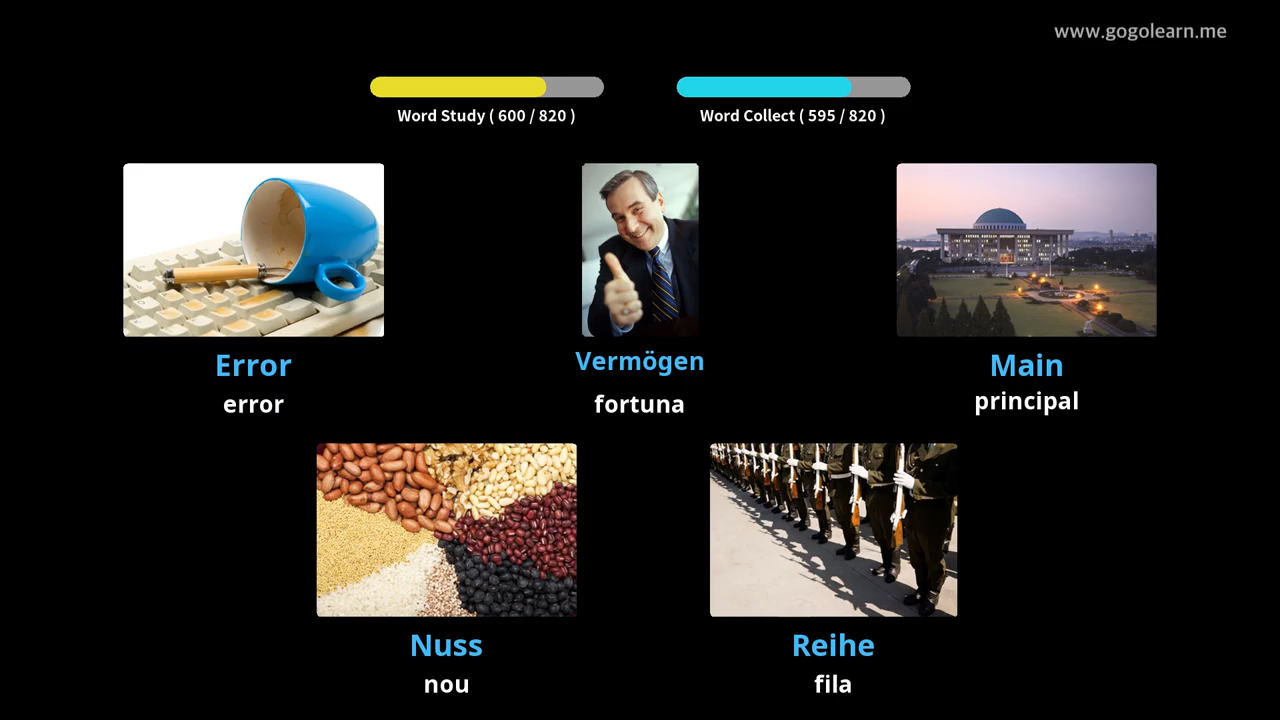 www.gogolearn.me
Word Study ( 600 / 820 )
Word Collect ( 595 / 820 )
Error
error
Vermögen
fortuna
Main
principal
Nuss
nou
Reihe
fila